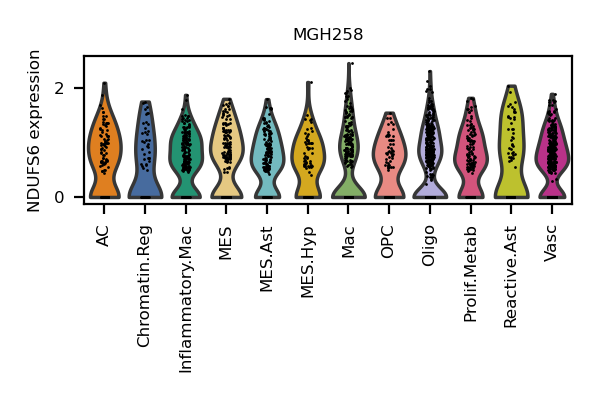 MGH258
NDUFS6 expression
2
0
AC
Chromatin.Reg
Inflammatory.Mac
MES
MES.Ast
MES.Hyp
Mac
OPC
Oligo
Prolif.Metab
Reactive.Ast
Vasc